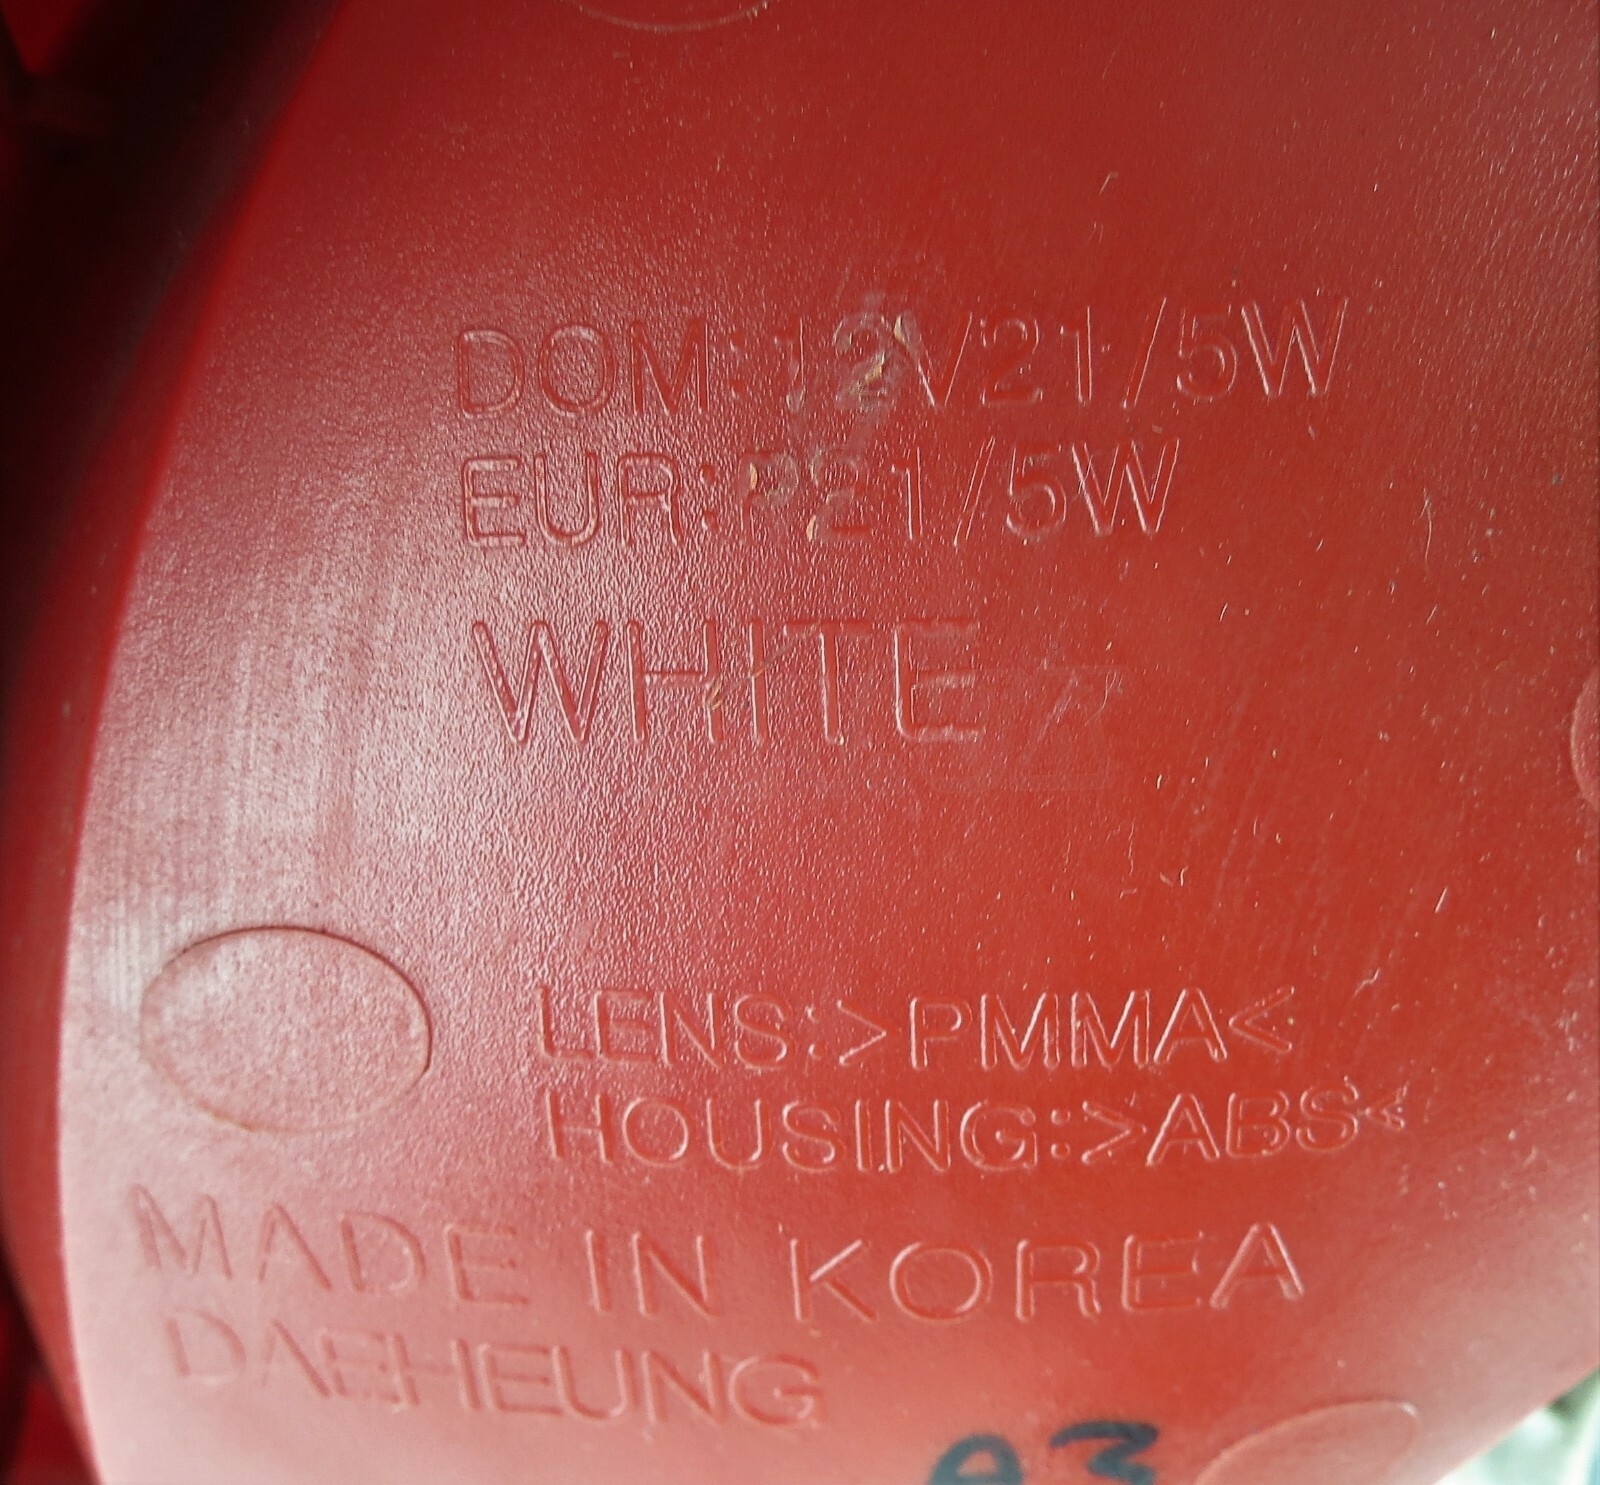 DOM:12V21/5W
EUR:P21/5W
WHITE
LENS:>PMMA<
HOUSING:>ABS<
MADE IN KOREA
DAEHEUNG